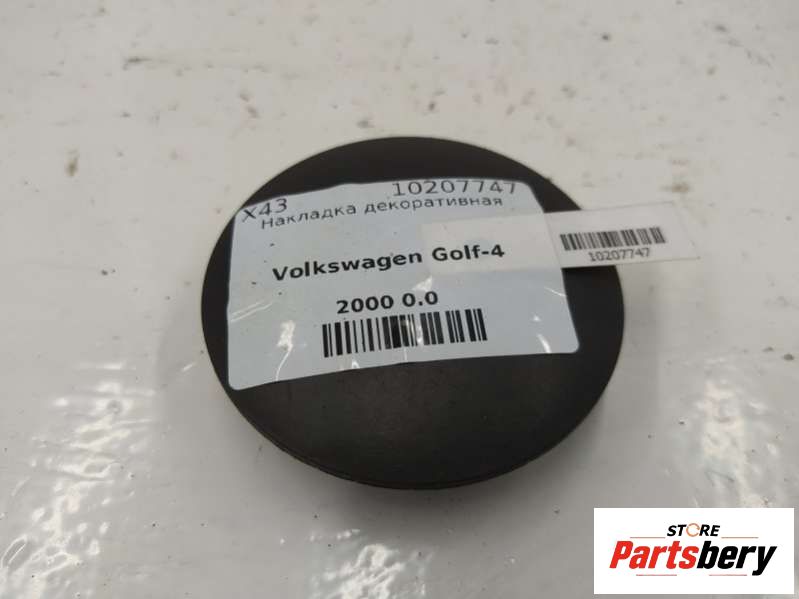 X43 10207747
Накладка декоративная
Volkswagen Golf-4
2000 0.0
10207747
STORE
Partsbery